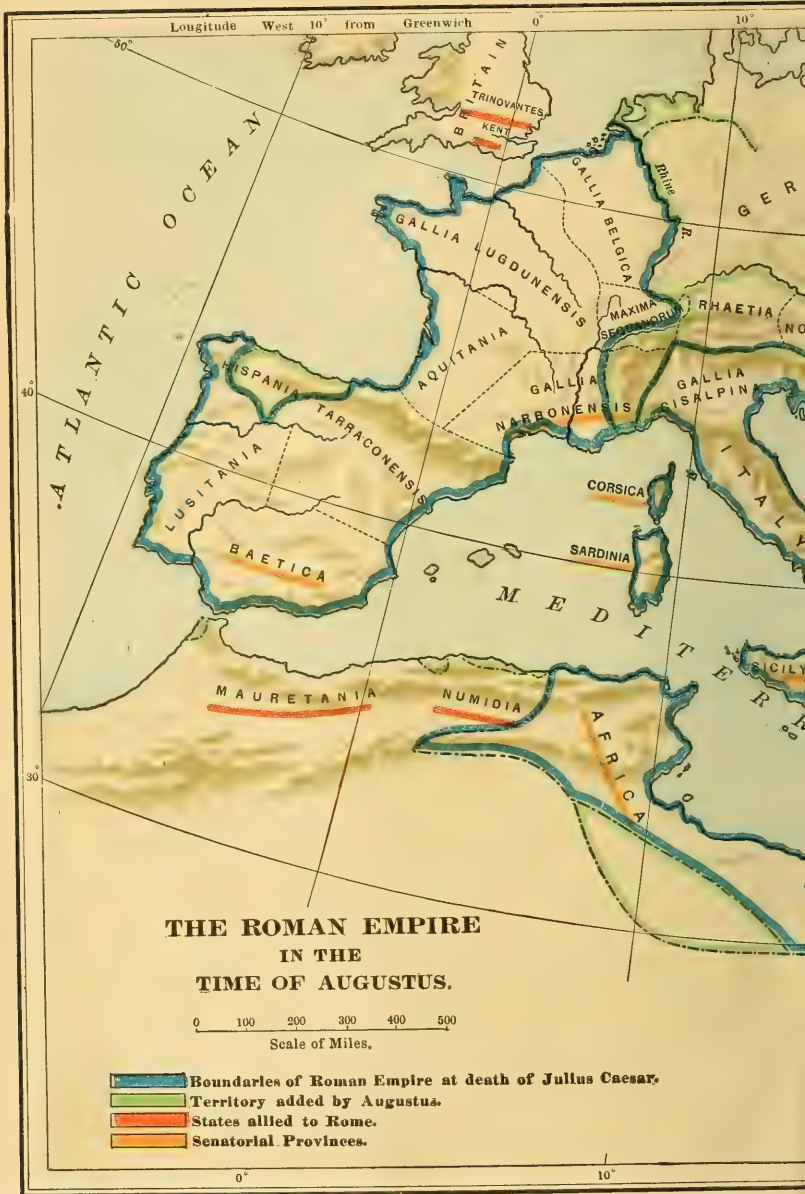 Longitude West 10° from Greenwich 0° 10°
50°
BRITAIN
TRINOVANTES
KENT
ATLANTIC OCEAN
Rhine R.
GER
GALLIA BELGICA
GALLIA LUGDUNENSIS
MAXIMA
SEQUANORUM
RHAETIA
NO
AQUITANIA
HISPANIA
TARRACONENSIS
GALLIA
NARBONENSIS
GALLIA
CISALPINA
40°
LUSITANIA
ITALY
CORSICA
BAETICA
SARDINIA
MEDITERR
SICILY
MAURETANIA
NUMIDIA
AFRICA
30°
THE ROMAN EMPIRE
IN THE
TIME OF AUGUSTUS.
0 100 200 300 400 500
Scale of Miles.
Boundaries of Roman Empire at death of Julius Caesar.
Territory added by Augustus.
States allied to Rome.
Senatorial Provinces.
0° 10°